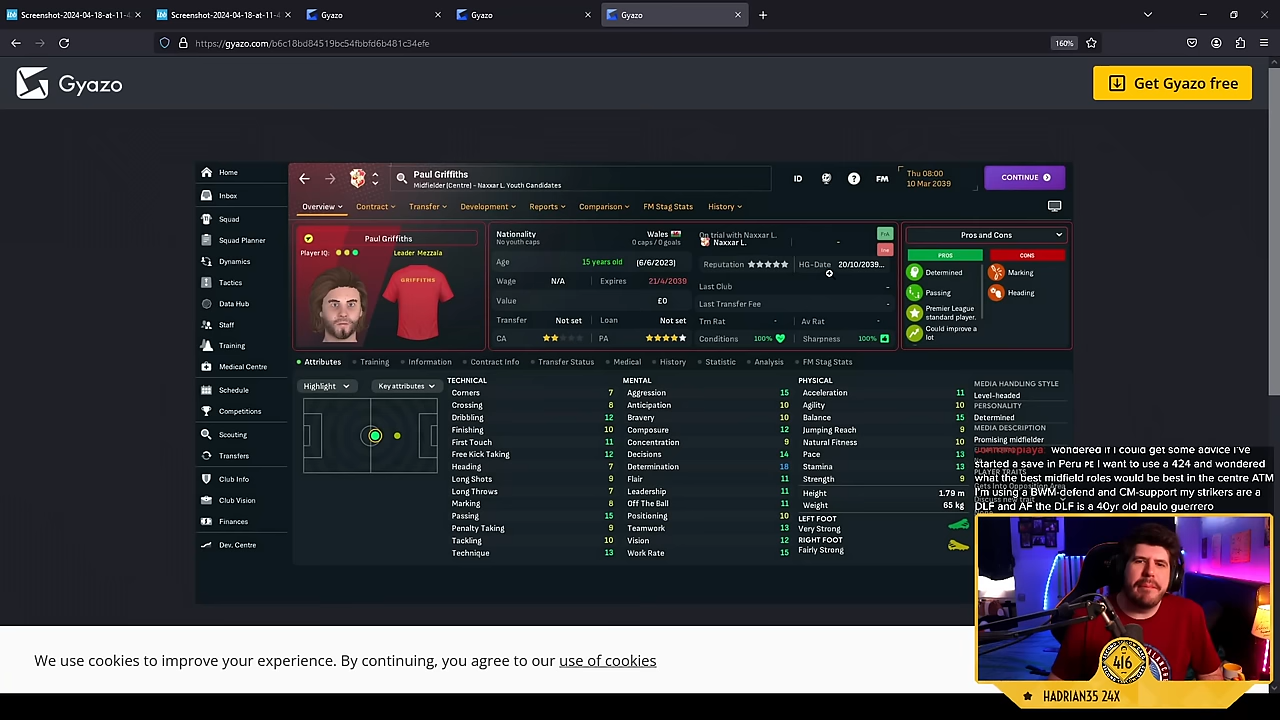 Screenshot-2024-04-18-at-11-4
Screenshot-2024-04-18-at-11-4
Gyazo
Gyazo
Gyazo
https://gyazo.com/b6c18bd84519bc54fbbfd6b481c34efe
160%
Gyazo
Get Gyazo free
Home
Inbox
Squad
Squad Planner
Dynamics
Tactics
Data Hub
Staff
Training
Medical Centre
Schedule
Competitions
Scouting
Transfers
Club Info
Club Vision
Finances
Dev. Centre
Paul Griffiths
Midfielder (Centre) - Naxxar L. Youth Candidates
ID
FM
Thu 08:00
10 Mar 2039
CONTINUE
Overview
Contract
Transfer
Development
Reports
Comparison
FM Stag Stats
History
Paul Griffiths
Player IQ:
Leader Mezzala
GRIFFITHS
Nationality Wales
No youth caps 0 caps / 0 goals
Age 15 years old (6/6/2023)
Wage N/A Expires 21/4/2039
Value £0
Transfer Not set Loan Not set
CA PA
On trial with Naxxar L.
Naxxar L. -
PrA
Ine
Reputation HG-Date 20/10/2039...
Last Club -
Last Transfer Fee -
Trn Rat - Av Rat -
Conditions 100% Sharpness 100%
Pros and Cons
PROS CONS
Determined
Passing
Premier League
standard player.
Could improve a
lot
Marking
Heading
Attributes
Training
Information
Contract Info
Transfer Status
Medical
History
Statistic
Analysis
FM Stag Stats
Highlight
Key attributes
TECHNICAL
Corners 7
Crossing 8
Dribbling 12
Finishing 10
First Touch 11
Free Kick Taking 12
Heading 7
Long Shots 9
Long Throws 7
Marking 8
Passing 15
Penalty Taking 9
Tackling 10
Technique 13
MENTAL
Aggression 15
Anticipation 10
Bravery 10
Composure 12
Concentration 9
Decisions 14
Determination 18
Flair 11
Leadership 11
Off The Ball 11
Positioning 10
Teamwork 13
Vision 12
Work Rate 15
PHYSICAL
Acceleration 11
Agility 10
Balance 15
Jumping Reach 9
Natural Fitness 10
Pace 13
Stamina 13
Strength 9
Height 1.79 m
Weight 65 kg
LEFT FOOT
Very Strong
RIGHT FOOT
Fairly Strong
MEDIA HANDLING STYLE
Level-headed
PERSONALITY
Determined
MEDIA DESCRIPTION
Promising midfielder
wondered if I could get some advice I've
started a save in Peru PE I want to use a 424 and wondered
what the best midfield roles would be best in the centre ATM
I'm using a BWM-defend and CM-support my strikers are a
DLF and AF the DLF is a 40yr old paulo guerrero
416
HADRIAN35 24X
We use cookies to improve your experience. By continuing, you agree to our use of cookies